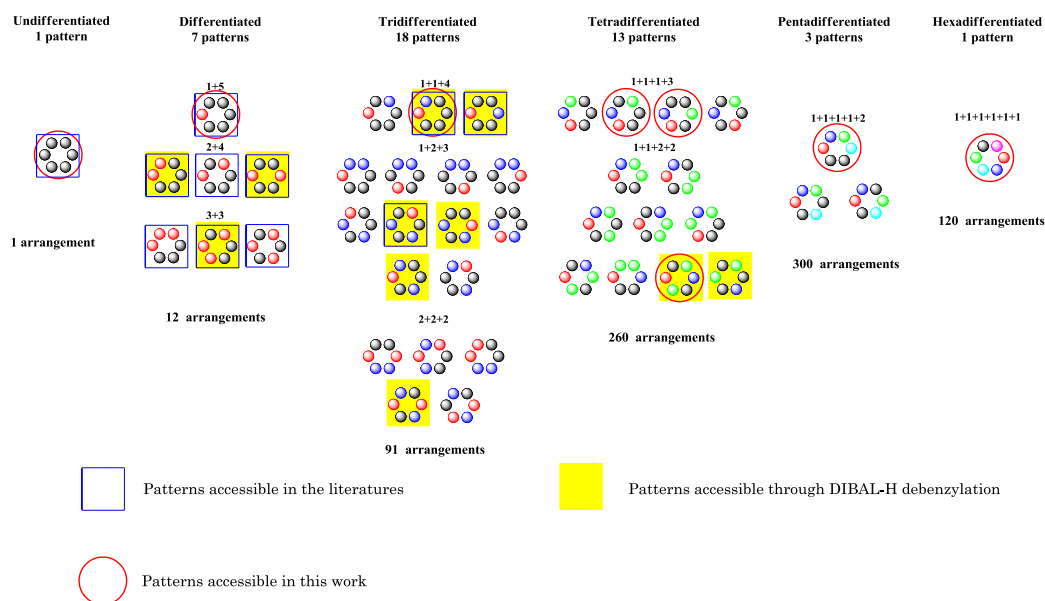 Undifferentiated
1 pattern
Differentiated
7 patterns
Tridifferentiated
18 patterns
Tetradifferentiated
13 patterns
Pentadifferentiated
3 patterns
Hexadifferentiated
1 pattern
1+5
2+4
3+3
1+1+4
1+2+3
2+2+2
1+1+1+3
1+1+2+2
1+1+1+1+2
1+1+1+1+1+1
1 arrangement
12 arrangements
91 arrangements
260 arrangements
300 arrangements
120 arrangements
Patterns accessible in the literatures
Patterns accessible through DIBAL-H debenzylation
Patterns accessible in this work